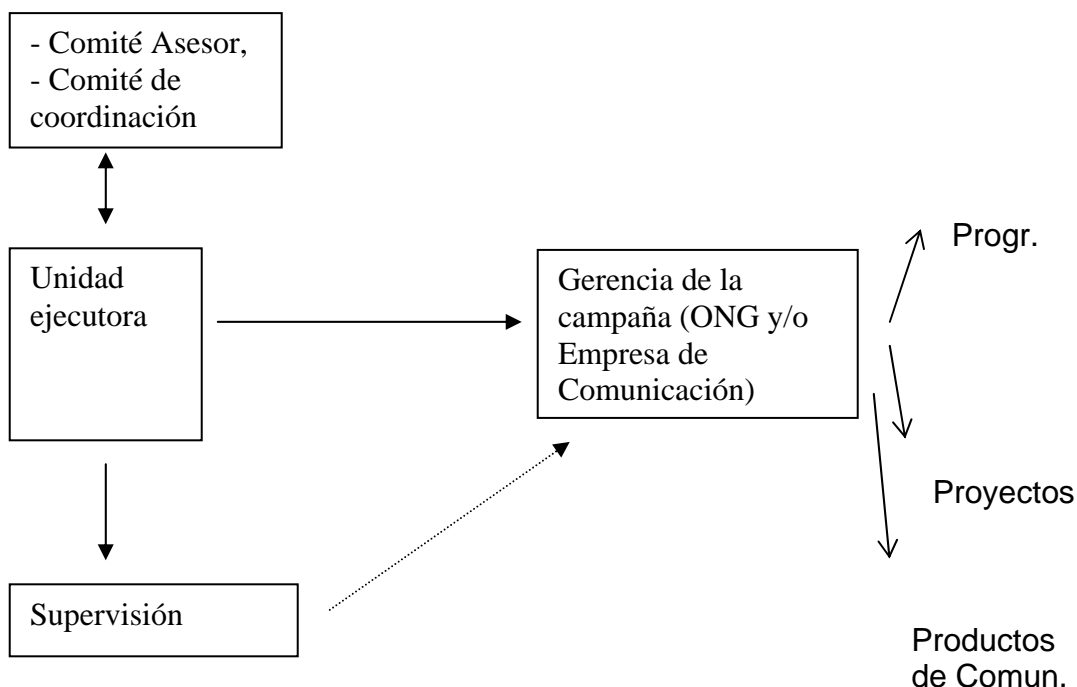 - Comité Asesor,
- Comité de
coordinación
Unidad
ejecutora
Gerencia de la
campaña (ONG y/o
Empresa de
Comunicación)
Progr.
Proyectos
Supervisión
Productos
de Comun.